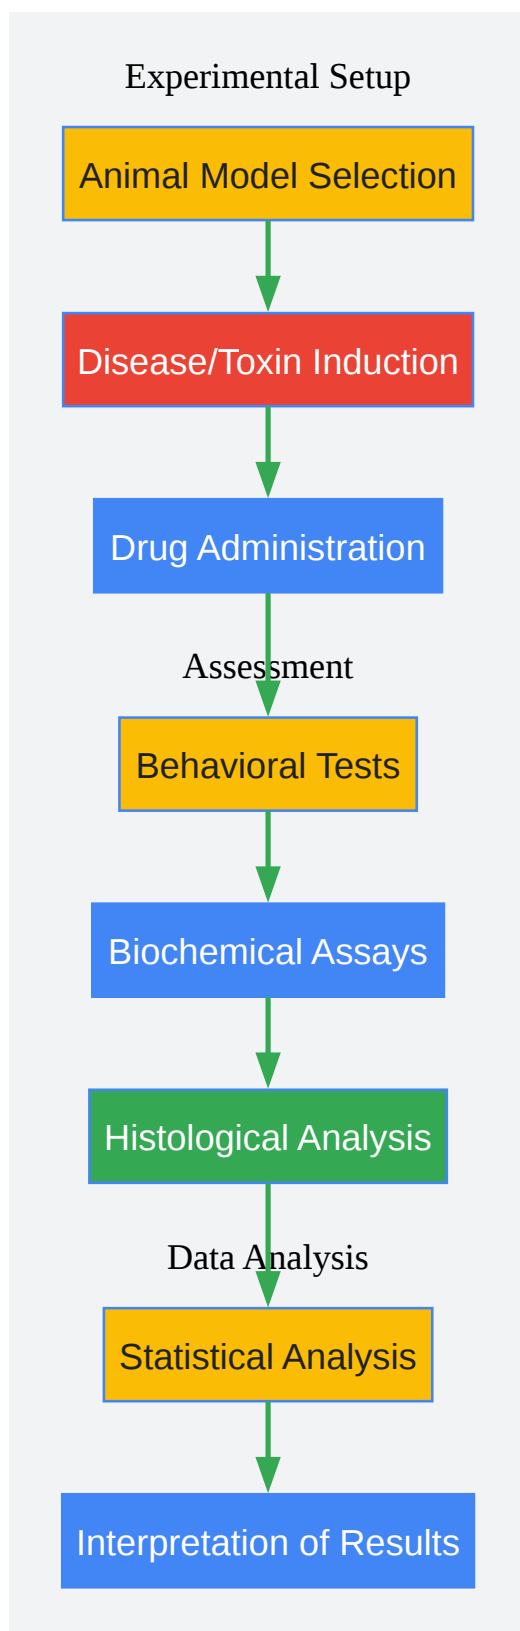 Experimental Setup
Animal Model Selection
Disease/Toxin Induction
Drug Administration
Assessment
Behavioral Tests
Biochemical Assays
Histological Analysis
Data Analysis
Statistical Analysis
Interpretation of Results